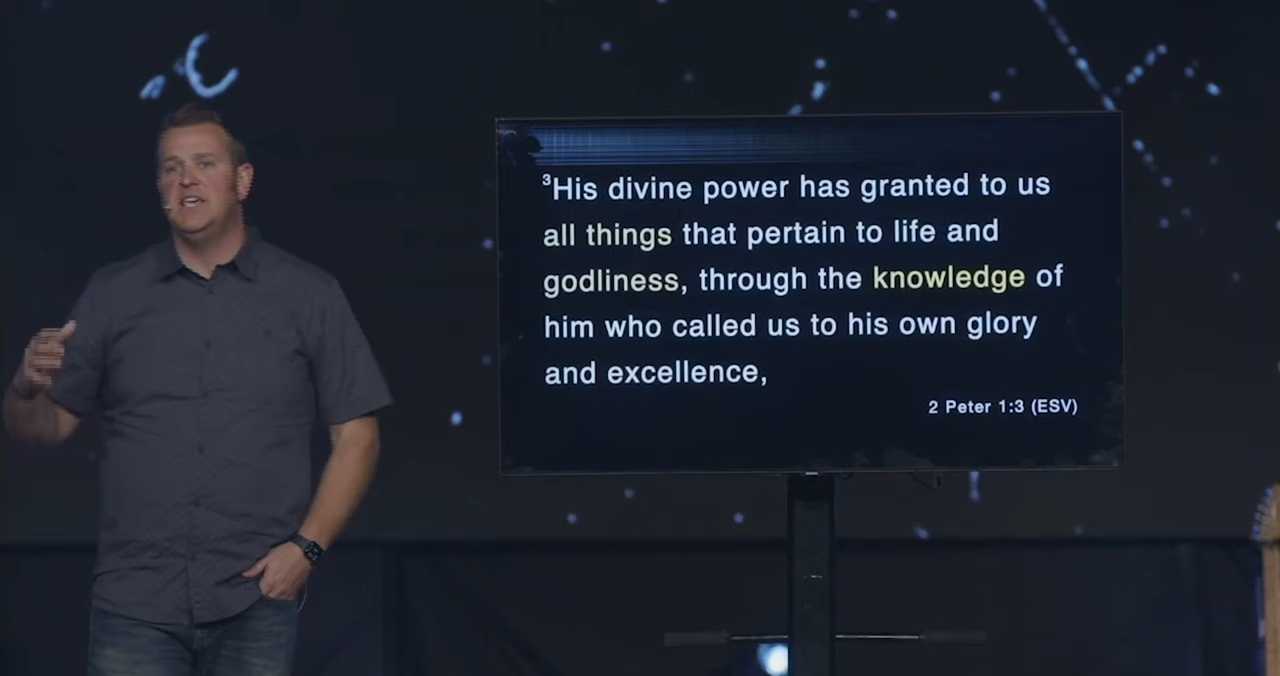 ³His divine power has granted to us
all things that pertain to life and
godliness, through the knowledge of
him who called us to his own glory
and excellence,
2 Peter 1:3 (ESV)